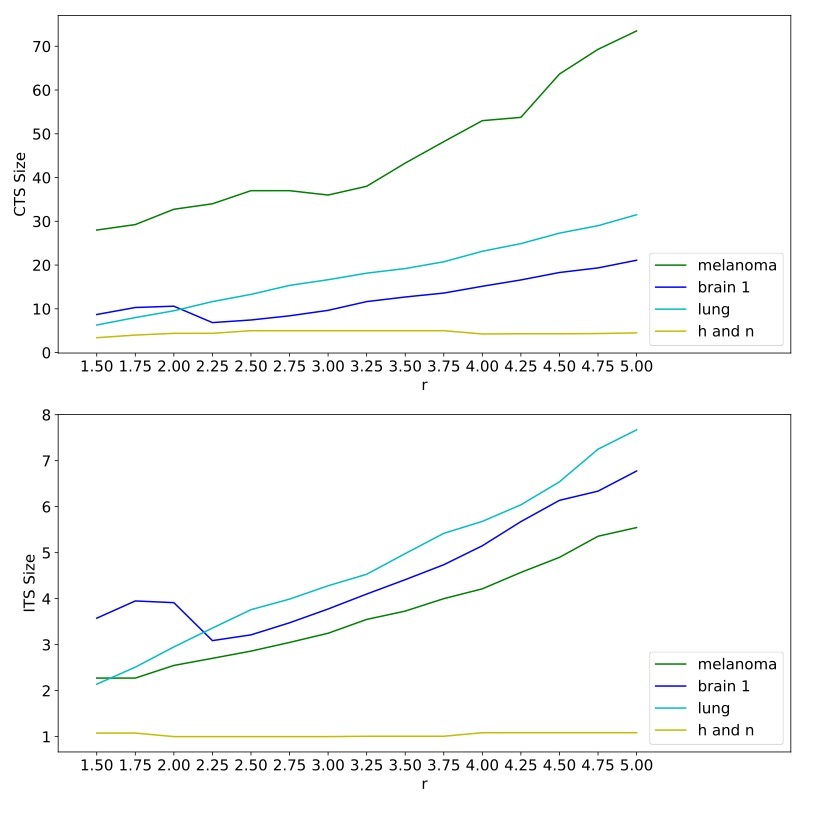 70
60
50
40
30
20
10
0
CTS Size
melanoma
brain 1
lung
h and n
1.50 1.75 2.00 2.25 2.50 2.75 3.00 3.25 3.50 3.75 4.00 4.25 4.50 4.75 5.00
r
8
7
6
5
4
3
2
1
ITS Size
melanoma
brain 1
lung
h and n
1.50 1.75 2.00 2.25 2.50 2.75 3.00 3.25 3.50 3.75 4.00 4.25 4.50 4.75 5.00
r